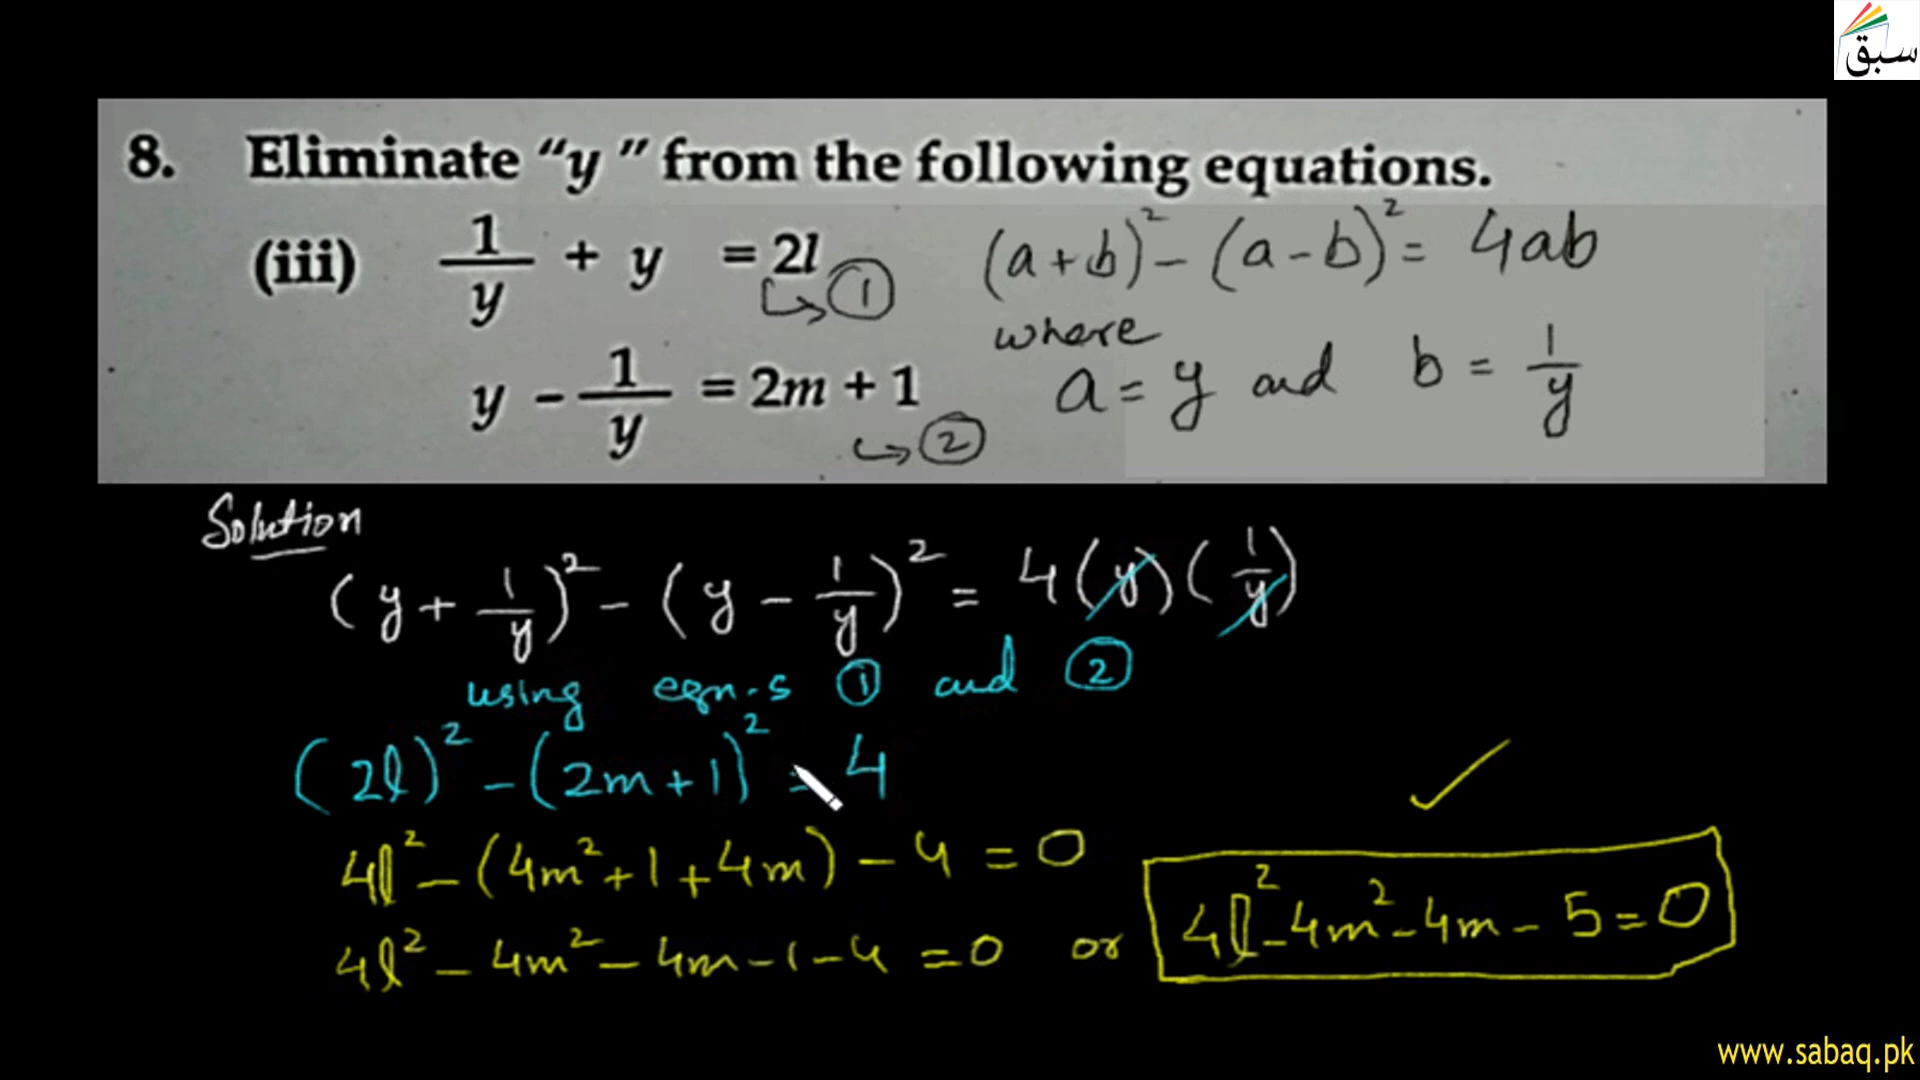 سبق
8. Eliminate “y” from the following equations.
(iii) 1/y + y = 2l ↳ ①
(a+b)² - (a-b)² = 4ab
where
y - 1/y = 2m + 1 ↳ ②
a = y and b = 1/y
Solution
(y + 1/y)² - (y - 1/y)² = 4(y)(1/y)
using eqn-s ① and ②
(2l)² - (2m+1)² = 4
4l² - (4m² + 1 + 4m) - 4 = 0
4l² - 4m² - 4m - 1 - 4 = 0 or 4l² - 4m² - 4m - 5 = 0
www.sabaq.pk